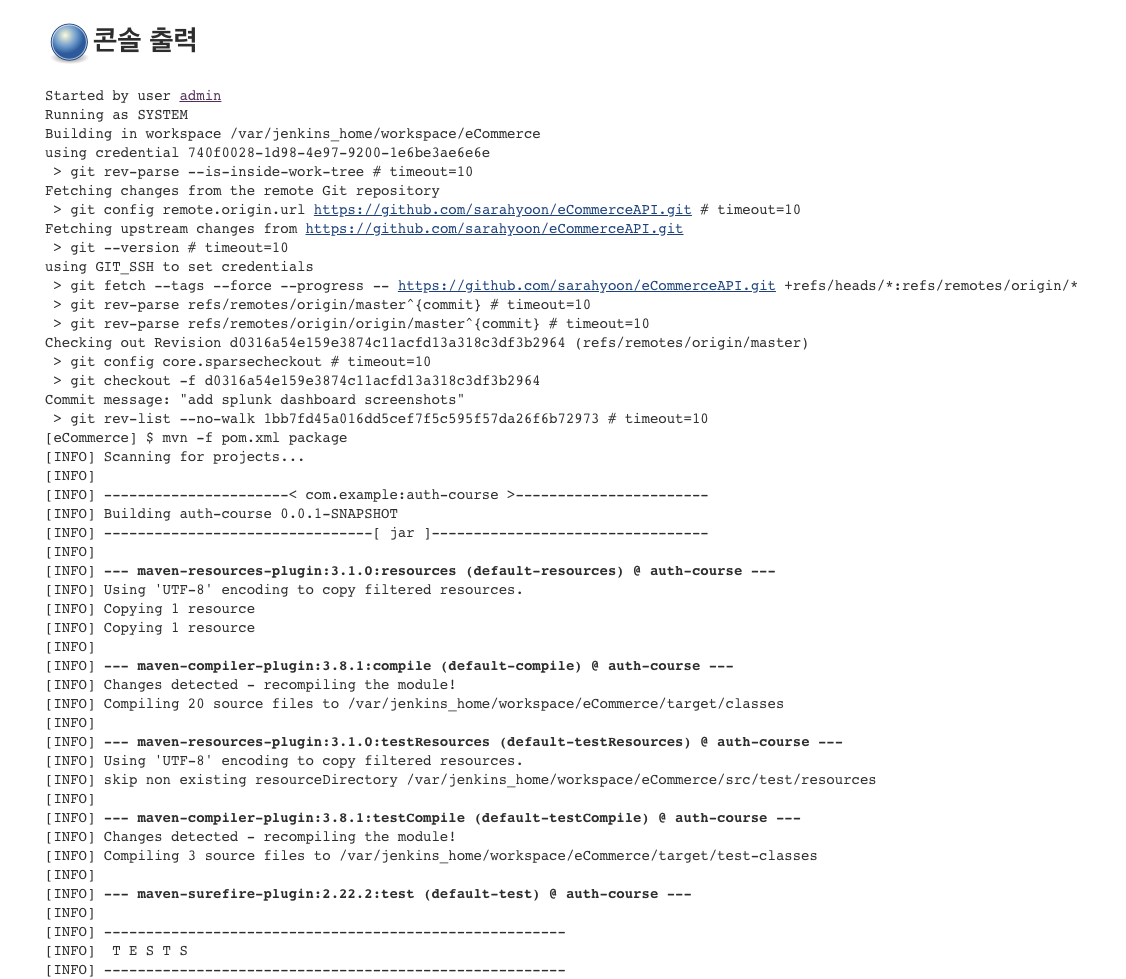 콘솔 출력
Started by user admin
Running as SYSTEM
Building in workspace /var/jenkins_home/workspace/eCommerce
using credential 740f0028-1d98-4e97-9200-1e6be3ae6e6e
 > git rev-parse --is-inside-work-tree # timeout=10
Fetching changes from the remote Git repository
 > git config remote.origin.url https://github.com/sarahyoon/eCommerceAPI.git # timeout=10
Fetching upstream changes from https://github.com/sarahyoon/eCommerceAPI.git
 > git --version # timeout=10
using GIT_SSH to set credentials
 > git fetch --tags --force --progress -- https://github.com/sarahyoon/eCommerceAPI.git +refs/heads/*:refs/remotes/origin/*
 > git rev-parse refs/remotes/origin/master^{commit} # timeout=10
 > git rev-parse refs/remotes/origin/origin/master^{commit} # timeout=10
Checking out Revision d0316a54e159e3874c11acfd13a318c3df3b2964 (refs/remotes/origin/master)
 > git config core.sparsecheckout # timeout=10
 > git checkout -f d0316a54e159e3874c11acfd13a318c3df3b2964
Commit message: "add splunk dashboard screenshots"
 > git rev-list --no-walk 1bb7fd45a016dd5cef7f5c595f57da26f6b72973 # timeout=10
[eCommerce] $ mvn -f pom.xml package
[INFO] Scanning for projects...
[INFO]
[INFO] ----------------------< com.example:auth-course >-----------------------
[INFO] Building auth-course 0.0.1-SNAPSHOT
[INFO] --------------------------------[ jar ]---------------------------------
[INFO]
[INFO] --- maven-resources-plugin:3.1.0:resources (default-resources) @ auth-course ---
[INFO] Using 'UTF-8' encoding to copy filtered resources.
[INFO] Copying 1 resource
[INFO] Copying 1 resource
[INFO]
[INFO] --- maven-compiler-plugin:3.8.1:compile (default-compile) @ auth-course ---
[INFO] Changes detected - recompiling the module!
[INFO] Compiling 20 source files to /var/jenkins_home/workspace/eCommerce/target/classes
[INFO]
[INFO] --- maven-resources-plugin:3.1.0:testResources (default-testResources) @ auth-course ---
[INFO] Using 'UTF-8' encoding to copy filtered resources.
[INFO] skip non existing resourceDirectory /var/jenkins_home/workspace/eCommerce/src/test/resources
[INFO]
[INFO] --- maven-compiler-plugin:3.8.1:testCompile (default-testCompile) @ auth-course ---
[INFO] Changes detected - recompiling the module!
[INFO] Compiling 3 source files to /var/jenkins_home/workspace/eCommerce/target/test-classes
[INFO]
[INFO] --- maven-surefire-plugin:2.22.2:test (default-test) @ auth-course ---
[INFO]
[INFO] -------------------------------------------------------
[INFO]  T E S T S
[INFO] -------------------------------------------------------